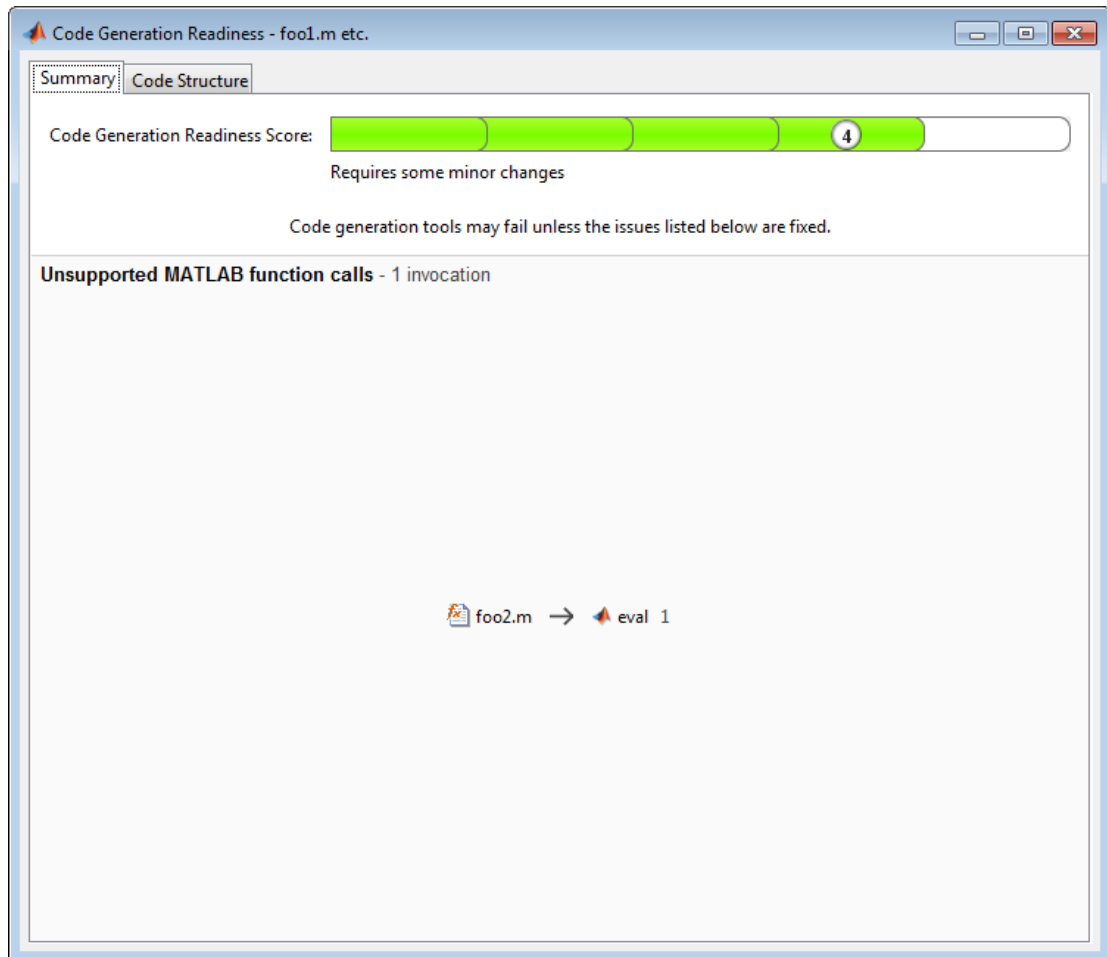 Code Generation Readiness - foo1.m etc.
Summary Code Structure
Code Generation Readiness Score: 4
Requires some minor changes
Code generation tools may fail unless the issues listed below are fixed.
Unsupported MATLAB function calls - 1 invocation
foo2.m → eval 1